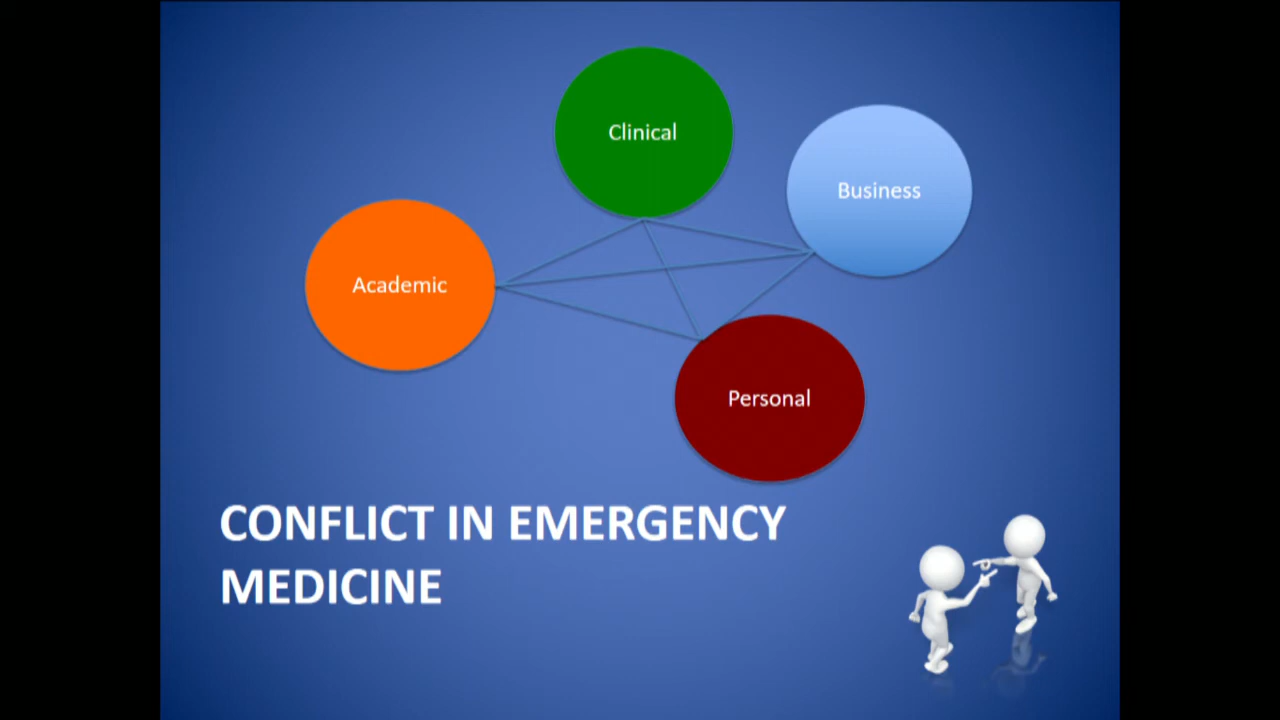 Clinical
Business
Academic
Personal
CONFLICT IN EMERGENCY
MEDICINE